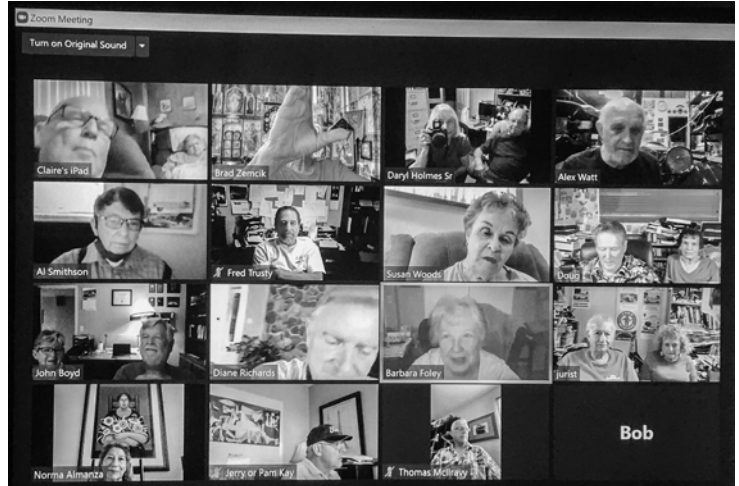 Zoom Meeting
Turn on Original Sound
Claire's iPad
Brad Zemcik
Daryl Holmes Sr
Alex Watt
Al Smithson
Fred Trusty
Susan Woods
Doug
John Boyd
Diane Richards
Barbara Foley
jurist
Norma Almanza
Jerry or Pam Kay
Thomas McIlravy
Bob